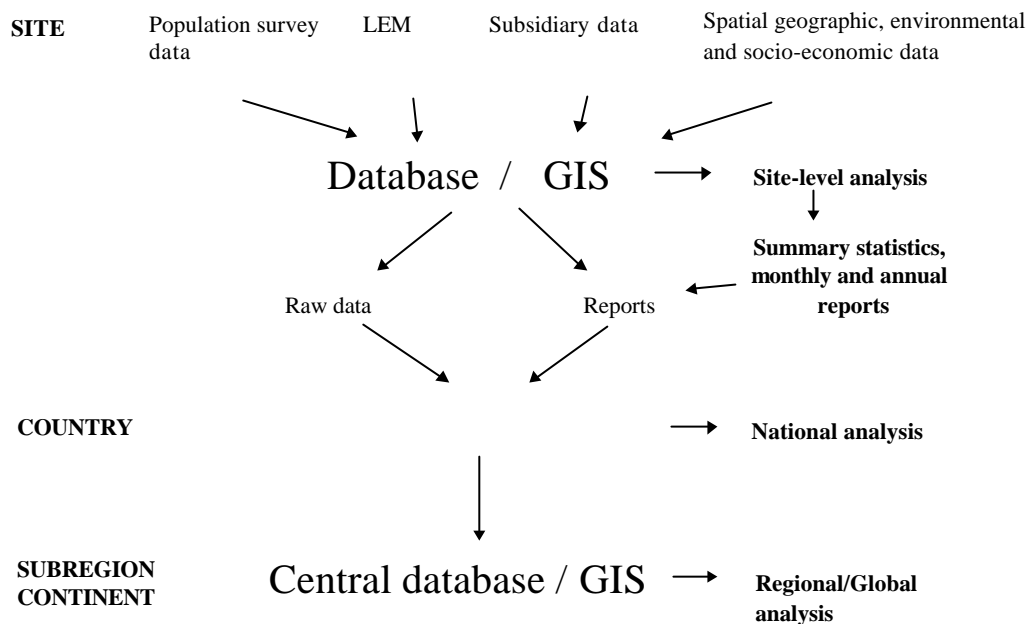 SITE
Population survey
data
LEM
Subsidiary data
Spatial geographic, environmental
and socio-economic data
Database / GIS
Site-level analysis
Summary statistics,
monthly and annual
reports
Raw data
Reports
COUNTRY
National analysis
SUBREGION
CONTINENT
Central database / GIS
Regional/Global
analysis